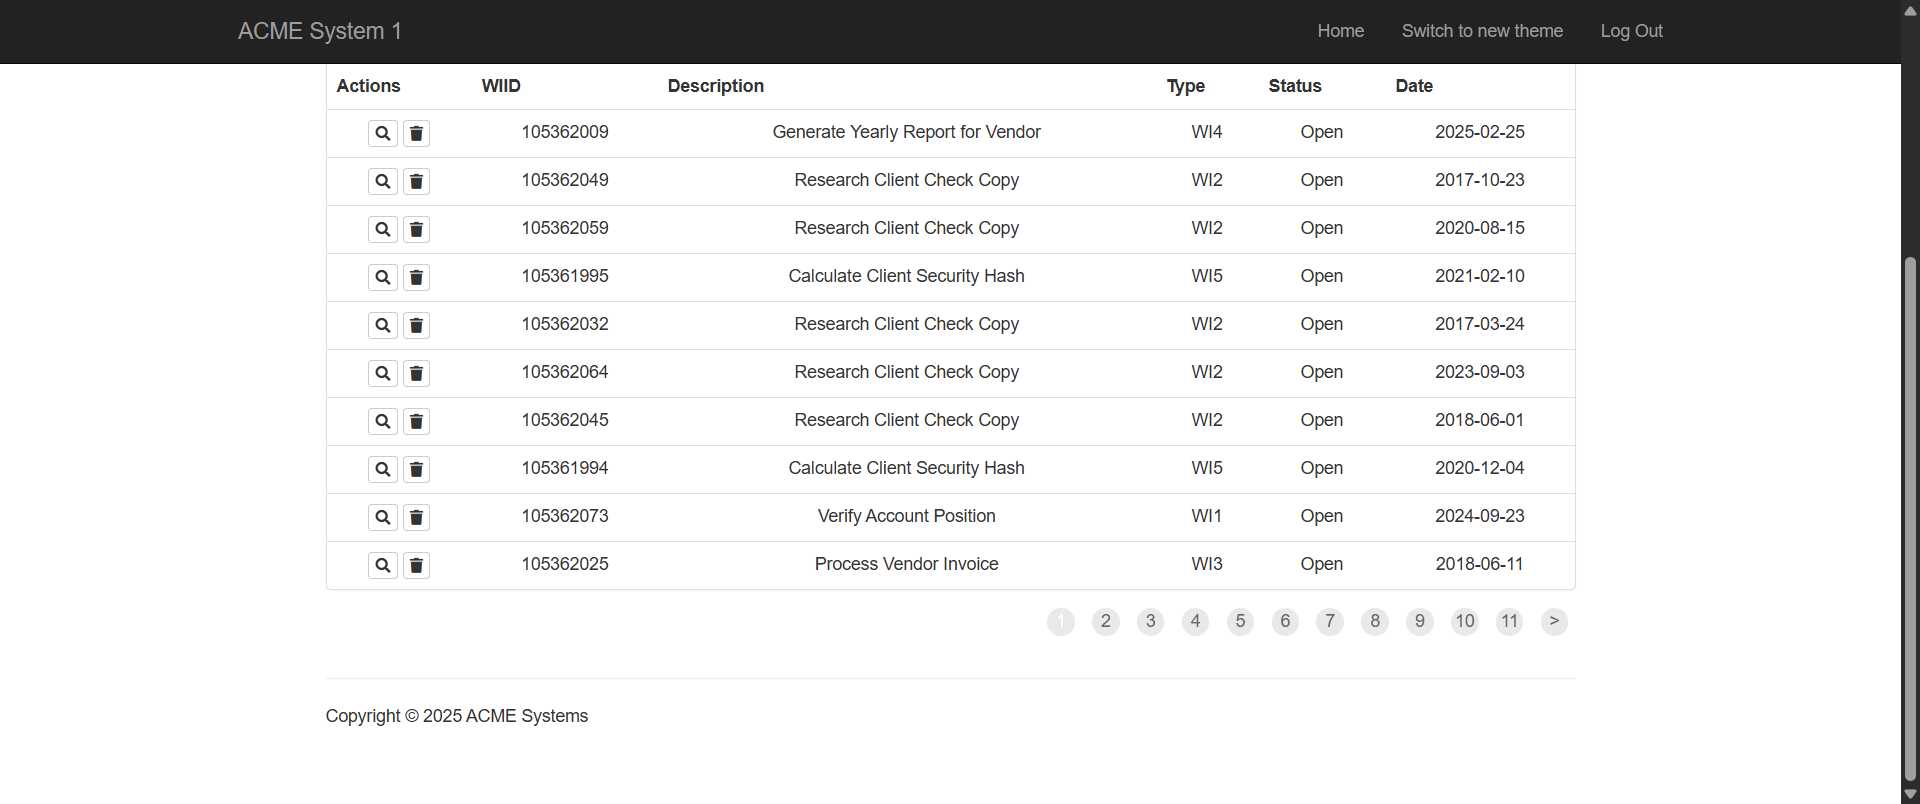 ACME System 1 Home Switch to new theme Log Out
Actions WIID Description Type Status Date
105362009 Generate Yearly Report for Vendor WI4 Open 2025-02-25
105362049 Research Client Check Copy WI2 Open 2017-10-23
105362059 Research Client Check Copy WI2 Open 2020-08-15
105361995 Calculate Client Security Hash WI5 Open 2021-02-10
105362032 Research Client Check Copy WI2 Open 2017-03-24
105362064 Research Client Check Copy WI2 Open 2023-09-03
105362045 Research Client Check Copy WI2 Open 2018-06-01
105361994 Calculate Client Security Hash WI5 Open 2020-12-04
105362073 Verify Account Position WI1 Open 2024-09-23
105362025 Process Vendor Invoice WI3 Open 2018-06-11
1 2 3 4 5 6 7 8 9 10 11 >
Copyright © 2025 ACME Systems